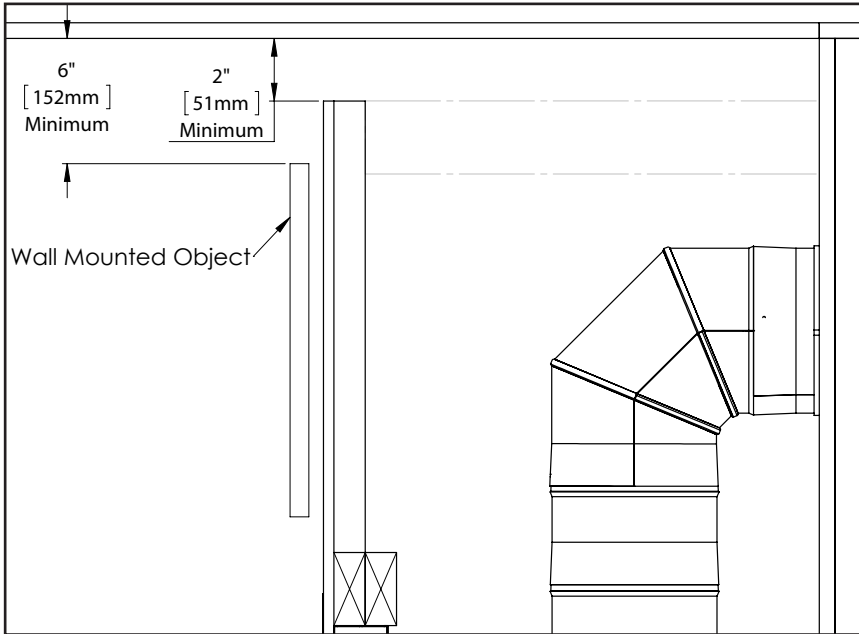 6"
[152mm]
Minimum
2"
[51mm]
Minimum
Wall Mounted Object